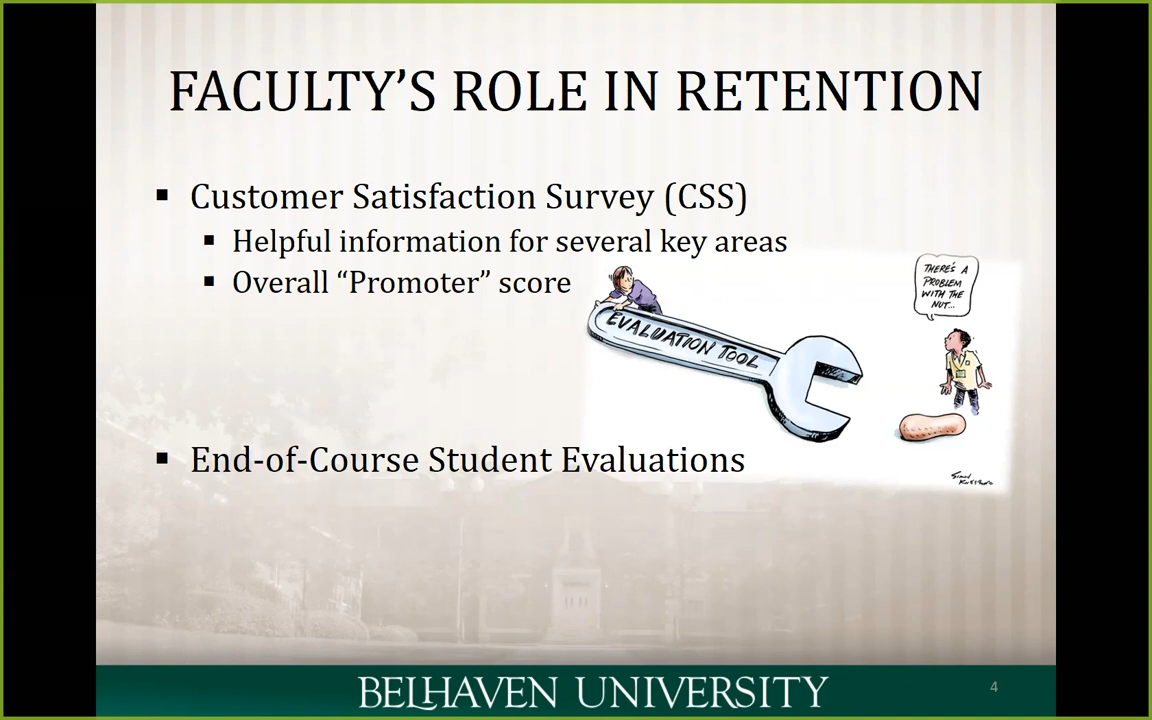 FACULTY’S ROLE IN RETENTION
▪ Customer Satisfaction Survey (CSS)
▪ Helpful information for several key areas
▪ Overall “Promoter” score
THERE'S A
PROBLEM
WITH THE
NUT...
EVALUATION TOOL
▪ End-of-Course Student Evaluations
BELHAVEN UNIVERSITY
4